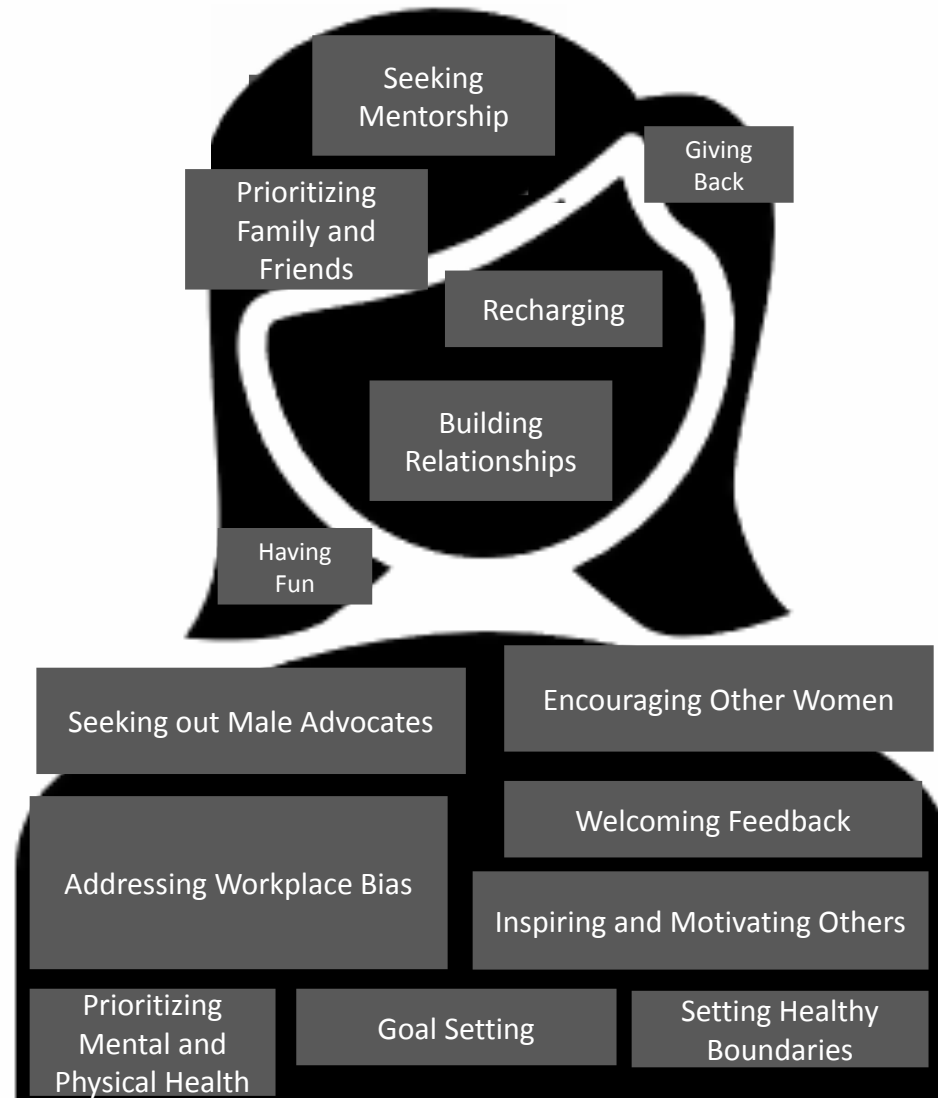 Seeking
Mentorship
Giving
Back
Prioritizing
Family and
Friends
Recharging
Building
Relationships
Having
Fun
Seeking out Male Advocates
Encouraging Other Women
Addressing Workplace Bias
Welcoming Feedback
Inspiring and Motivating Others
Prioritizing
Mental and
Physical Health
Goal Setting
Setting Healthy
Boundaries